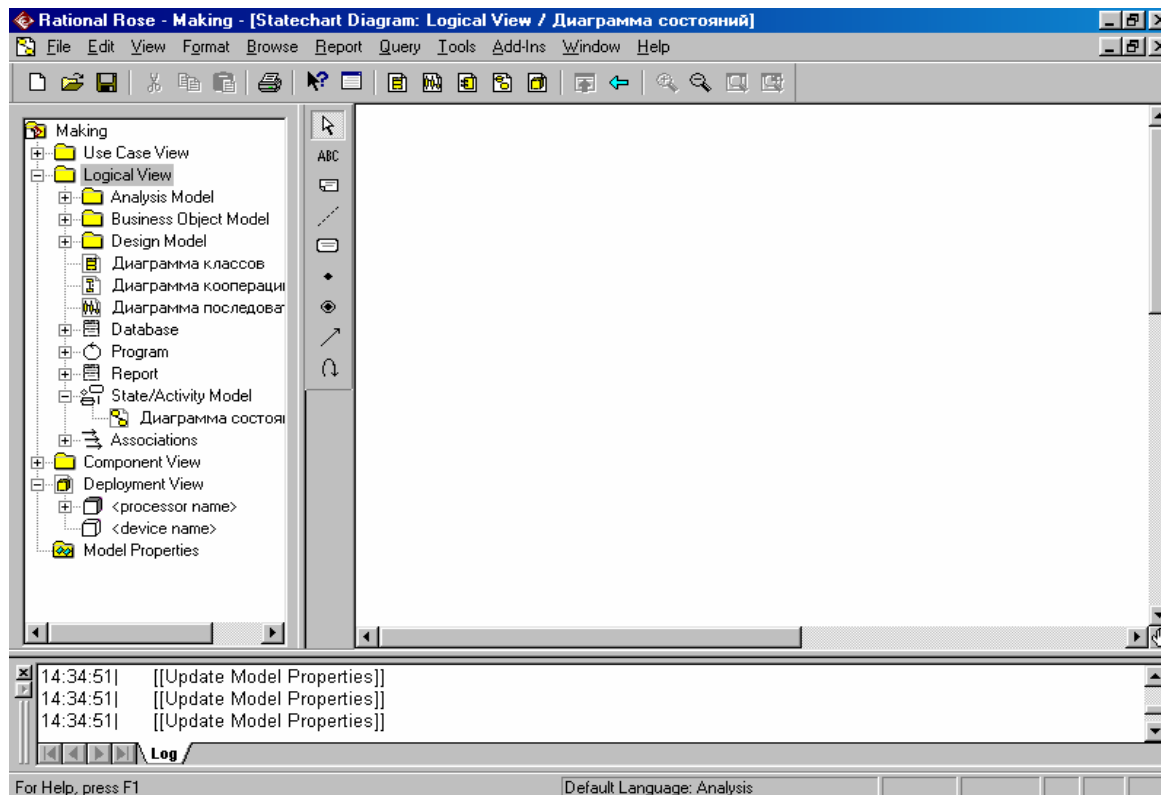 Rational Rose - Making - [Statechart Diagram: Logical View / Диаграмма состояний]
File Edit View Format Browse Report Query Tools Add-Ins Window Help
Making
Use Case View
Logical View
Analysis Model
Business Object Model
Design Model
Диаграмма классов
Диаграмма коопераци
Диаграмма последоват
Database
Program
Report
State/Activity Model
Диаграмма состоян
Associations
Component View
Deployment View
<processor name>
<device name>
Model Properties
ABC
14:34:51| [[Update Model Properties]]
14:34:51| [[Update Model Properties]]
14:34:51| [[Update Model Properties]]
Log
For Help, press F1 Default Language: Analysis